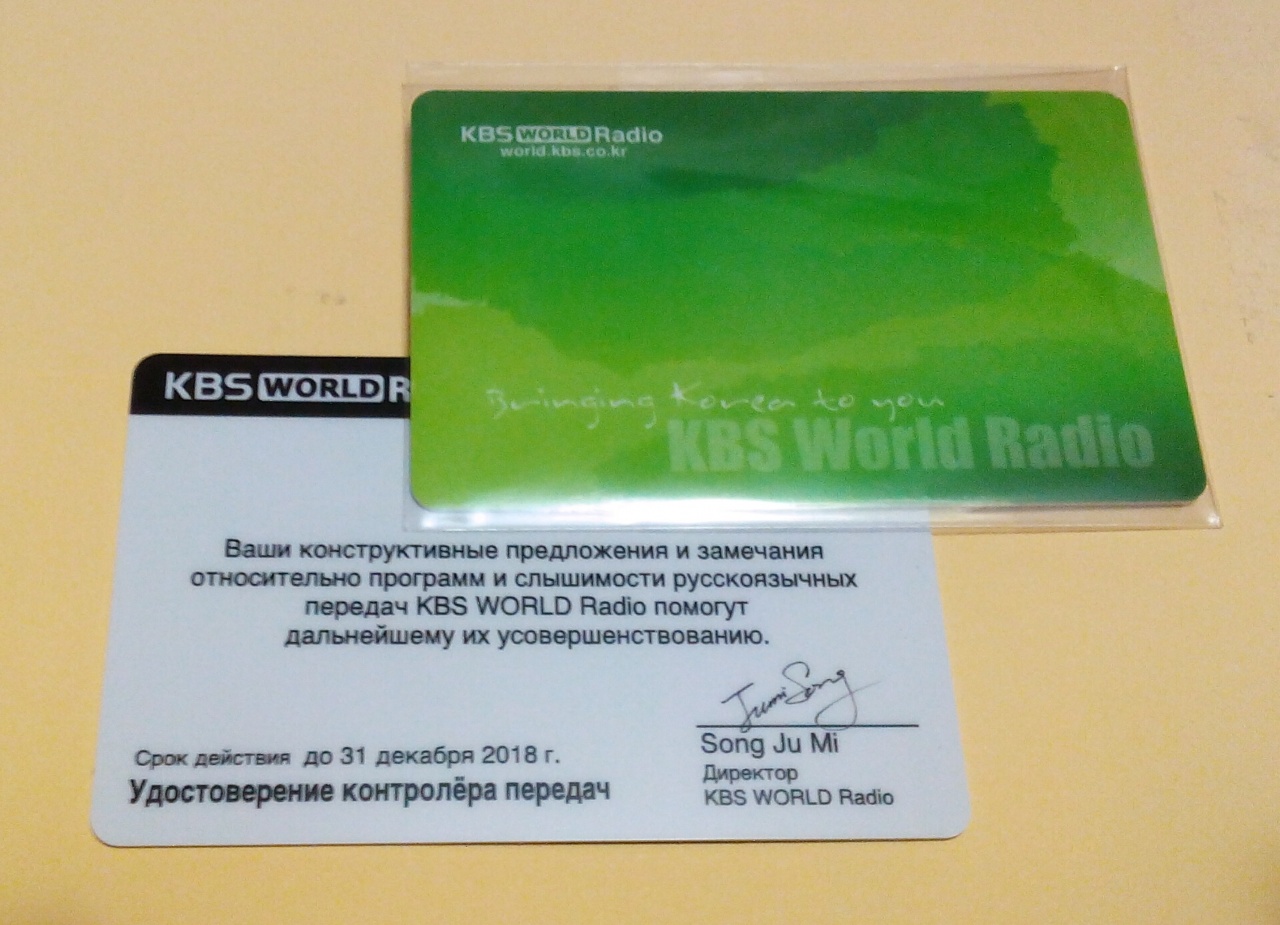 KBS WORLD Radio
world.kbs.co.kr
Bringing Korea to you
KBS World Radio
KBS WORLD R
Ваши конструктивные предложения и замечания
относительно программ и слышимости русскоязычных
передач KBS WORLD Radio помогут
дальнейшему их усовершенствованию.
Jumi Song
Song Ju Mi
Директор
KBS WORLD Radio
Срок действия до 31 декабря 2018 г.
Удостоверение контролёра передач